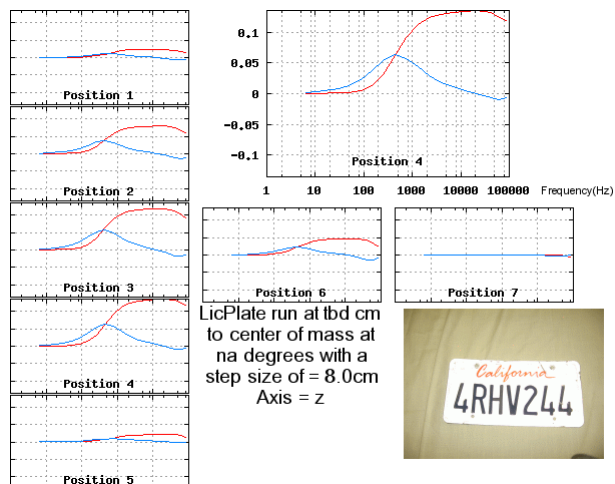 0.1
0.05
0
-0.05
-0.1
Position 4
1 10 100 1000 10000 100000 Frequency(Hz)
Position 1
Position 2
Position 3
Position 4
Position 5
Position 6
Position 7
LicPlate run at tbd cm
to center of mass at
na degrees with a
step size of = 8.0cm
Axis = z
California
4RHV244